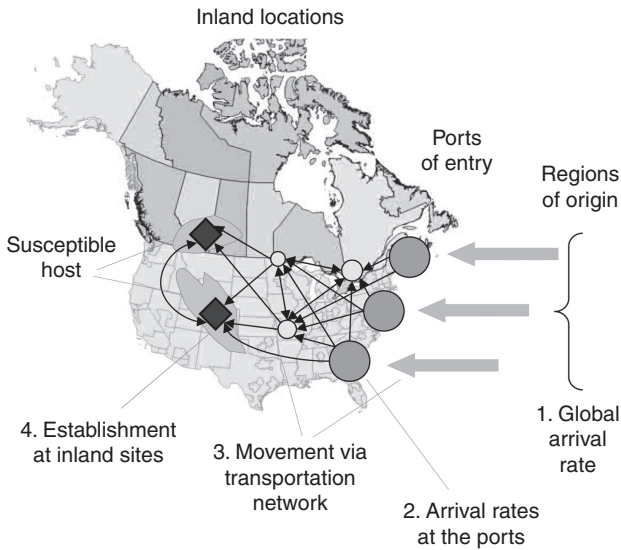 Inland locations
Ports
of entry
Regions
of origin
Susceptible
host
1. Global
arrival
rate
4. Establishment
at inland sites
3. Movement via
transportation
network
2. Arrival rates
at the ports